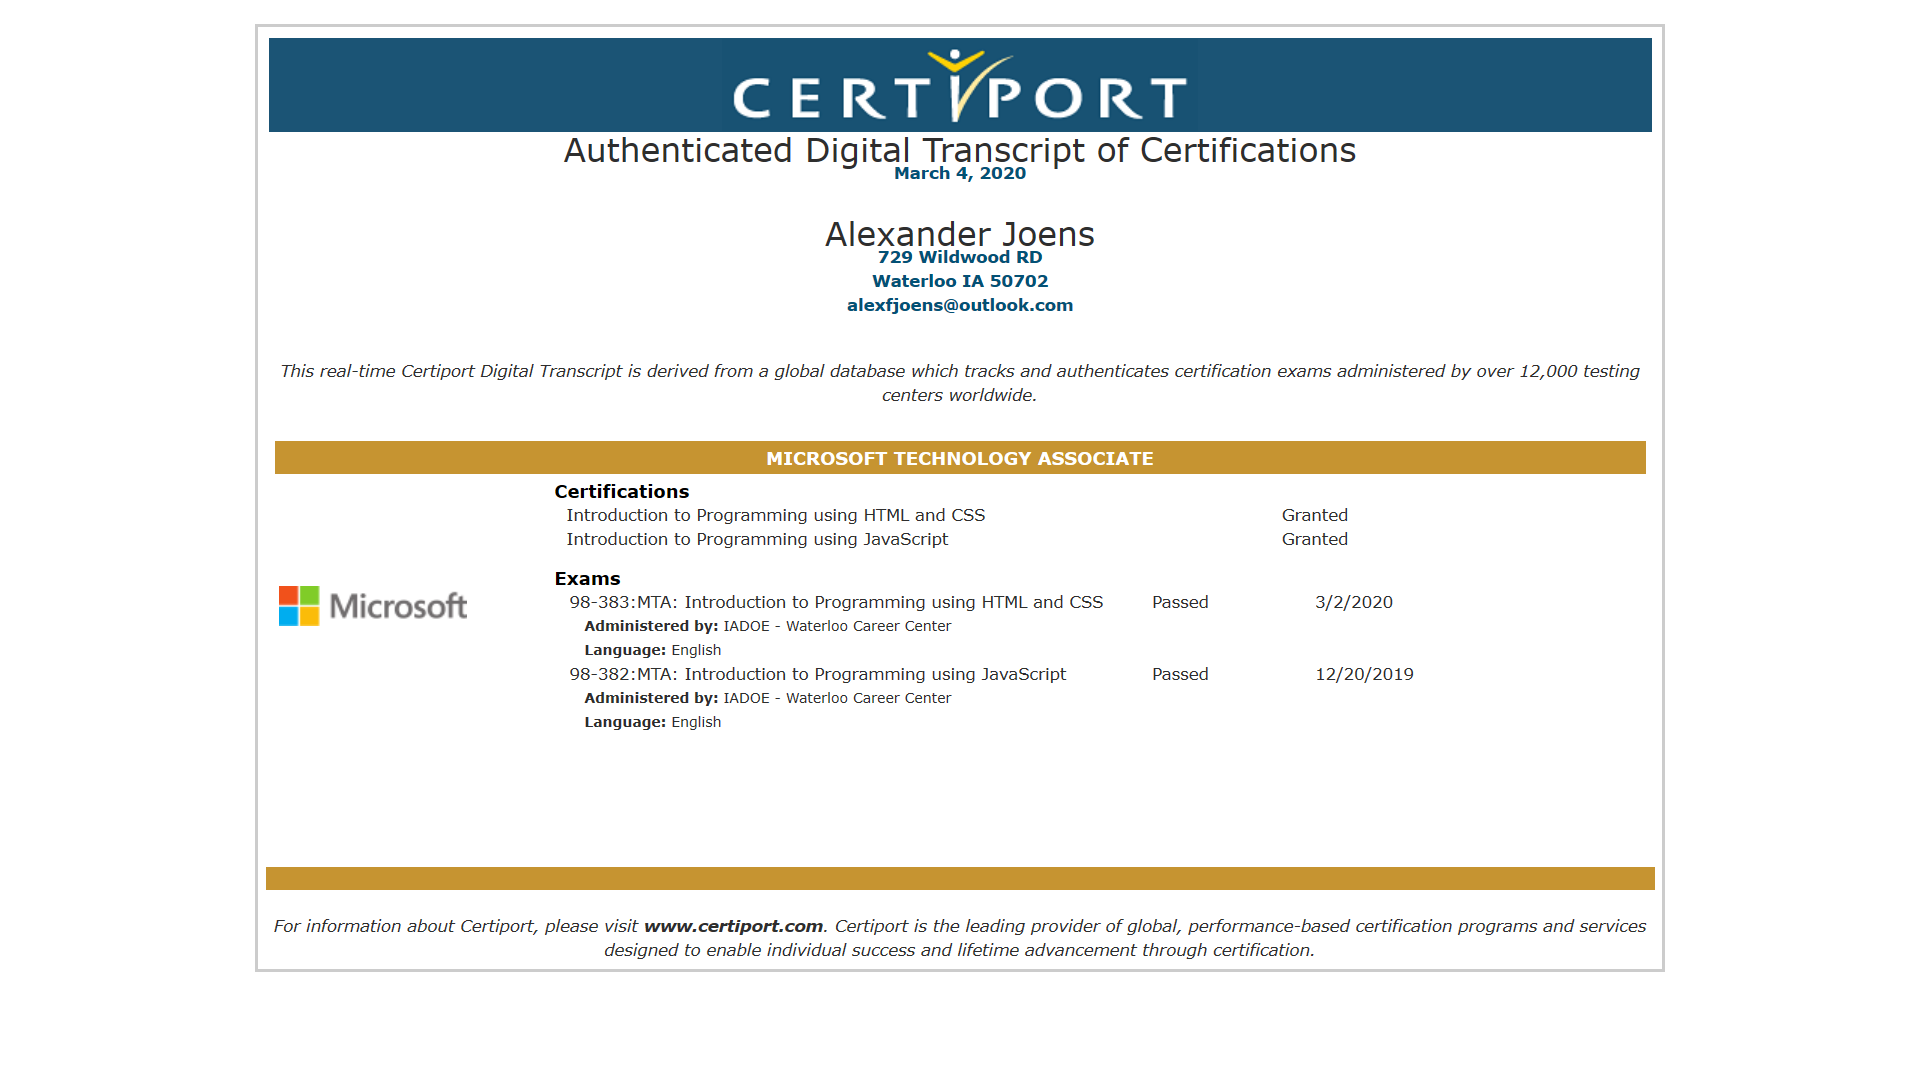 CERTIPORT
Authenticated Digital Transcript of Certifications
March 4, 2020
Alexander Joens
729 Wildwood RD
Waterloo IA 50702
alexfjoens@outlook.com
This real-time Certiport Digital Transcript is derived from a global database which tracks and authenticates certification exams administered by over 12,000 testing
centers worldwide.
MICROSOFT TECHNOLOGY ASSOCIATE
Certifications
Introduction to Programming using HTML and CSS Granted
Introduction to Programming using JavaScript Granted
Exams
Microsoft
98-383:MTA: Introduction to Programming using HTML and CSS Passed 3/2/2020
Administered by: IADOE - Waterloo Career Center
Language: English
98-382:MTA: Introduction to Programming using JavaScript Passed 12/20/2019
Administered by: IADOE - Waterloo Career Center
Language: English
For information about Certiport, please visit www.certiport.com. Certiport is the leading provider of global, performance-based certification programs and services
designed to enable individual success and lifetime advancement through certification.